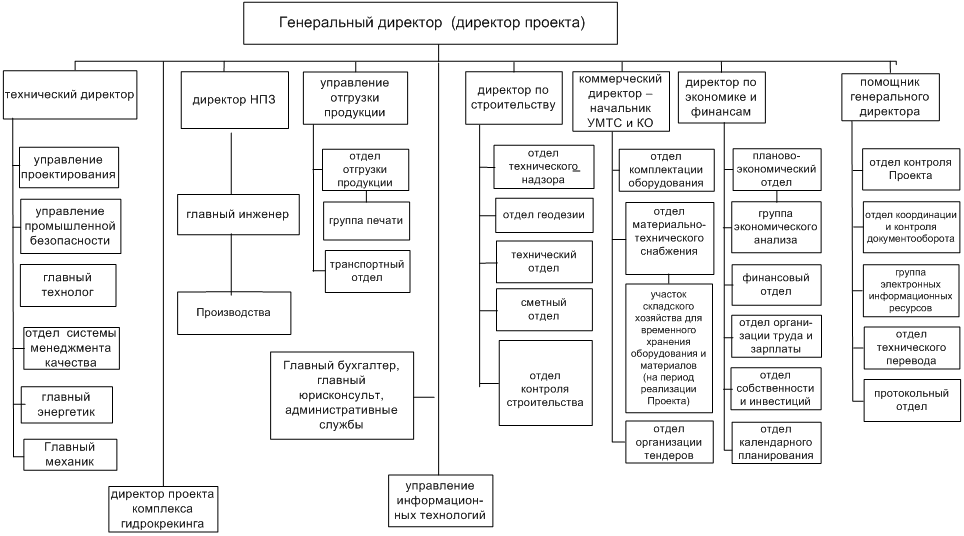 Генеральный директор (директор проекта)
технический директор
управление
проектирования
управление
промышленной
безопасности
главный
технолог
отдел системы
менеджмента
качества
главный
энергетик
Главный
механик
директор проекта
комплекса
гидрокрекинга
директор НПЗ
главный инженер
Производства
управление
отгрузки
продукции
отдел
отгрузки
продукции
группа печати
транспортный
отдел
Главный бухгалтер,
главный
юрисконсульт,
административные
службы
управление
информацион-
ных технологий
директор по
строительству
отдел
технического
надзора
отдел геодезии
технический
отдел
сметный
отдел
отдел
контроля
строительства
коммерческий
директор –
начальник
УМТС и КО
отдел
комплектации
оборудования
отдел
материально-
технического
снабжения
участок
складского
хозяйства для
временного
хранения
оборудования и
материалов
(на период
реализации
Проекта)
отдел
организации
тендеров
директор по
экономике и
финансам
планово-
экономический
отдел
группа
экономического
анализа
финансовый
отдел
отдел органи-
зации труда и
зарплаты
отдел
собственности
и инвестиций
отдел
календарного
планирования
помощник
генерального
директора
отдел контроля
Проекта
отдел координации
и контроля
документооборота
группа
электронных
информационных
ресурсов
отдел
технического
перевода
протокольный
отдел